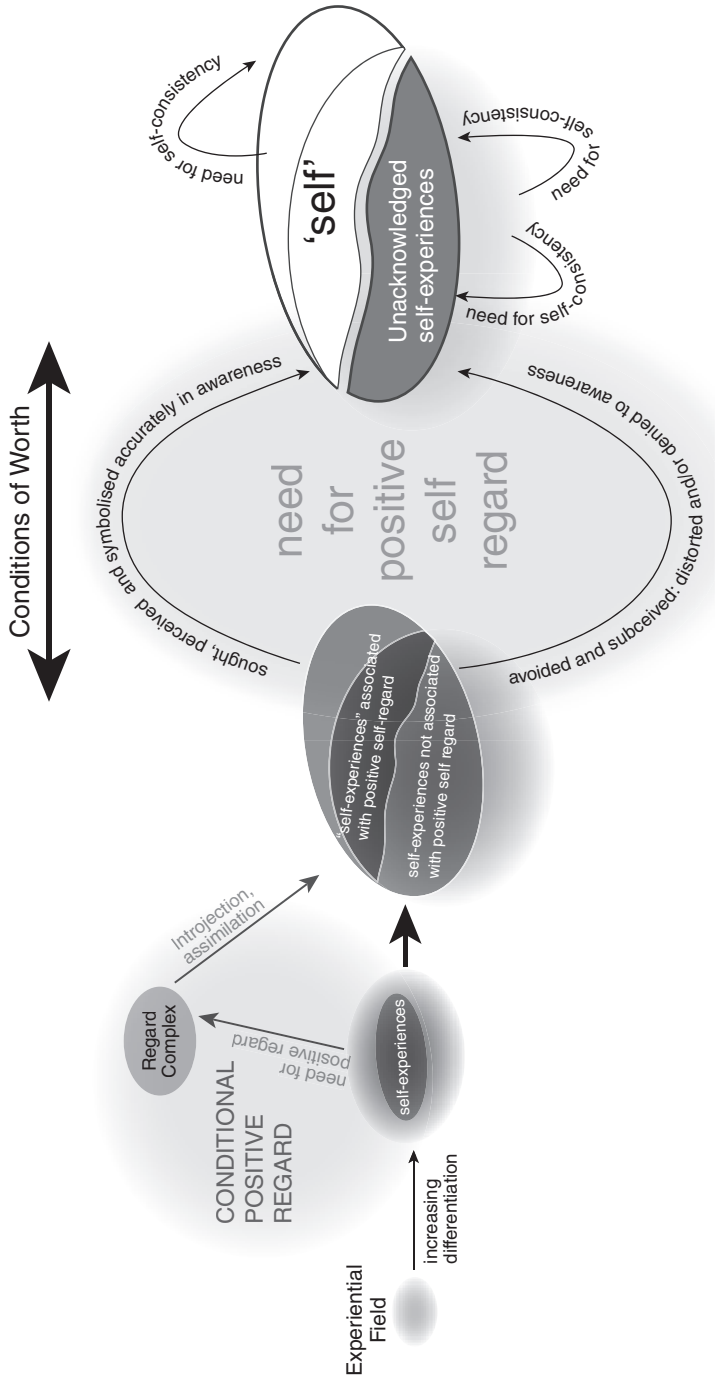 Conditions of Worth
Experiential
Field
increasing
differentiation
self-experiences
need for
positive regard
CONDITIONAL
POSITIVE
REGARD
Regard
Complex
Introjection,
assimilation
“self-experiences” associated
with positive self-regard
self-experiences not associated
with positive self regard
sought, perceived and symbolised accurately in awareness
need
for
positive
self
regard
avoided and subceived: distorted and/or denied to awareness
‘self’
Unacknowledged
self-experiences
need for self-consistency
need for self-consistency
need for
self-consistency